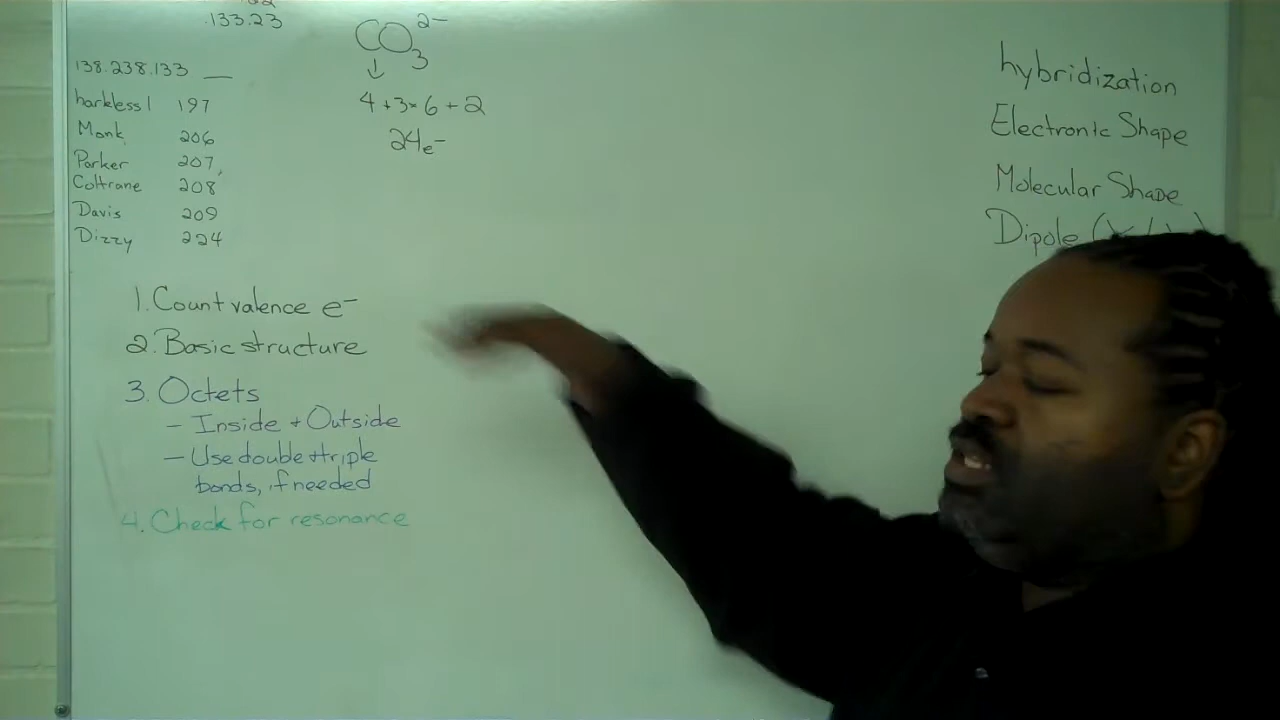 .133.23
138.238.133 __
harkless1 197
Monk 206
Parker 207
Coltrane 208
Davis 209
Dizzy 224
CO3 2−
↓
4 + 3×6 + 2
24e−
1. Count valence e−
2. Basic structure
3. Octets
– Inside + Outside
– Use double + triple
bonds, if needed
4. Check for resonance
hybridization
Electronic Shape
Molecular Shape
Dipole (